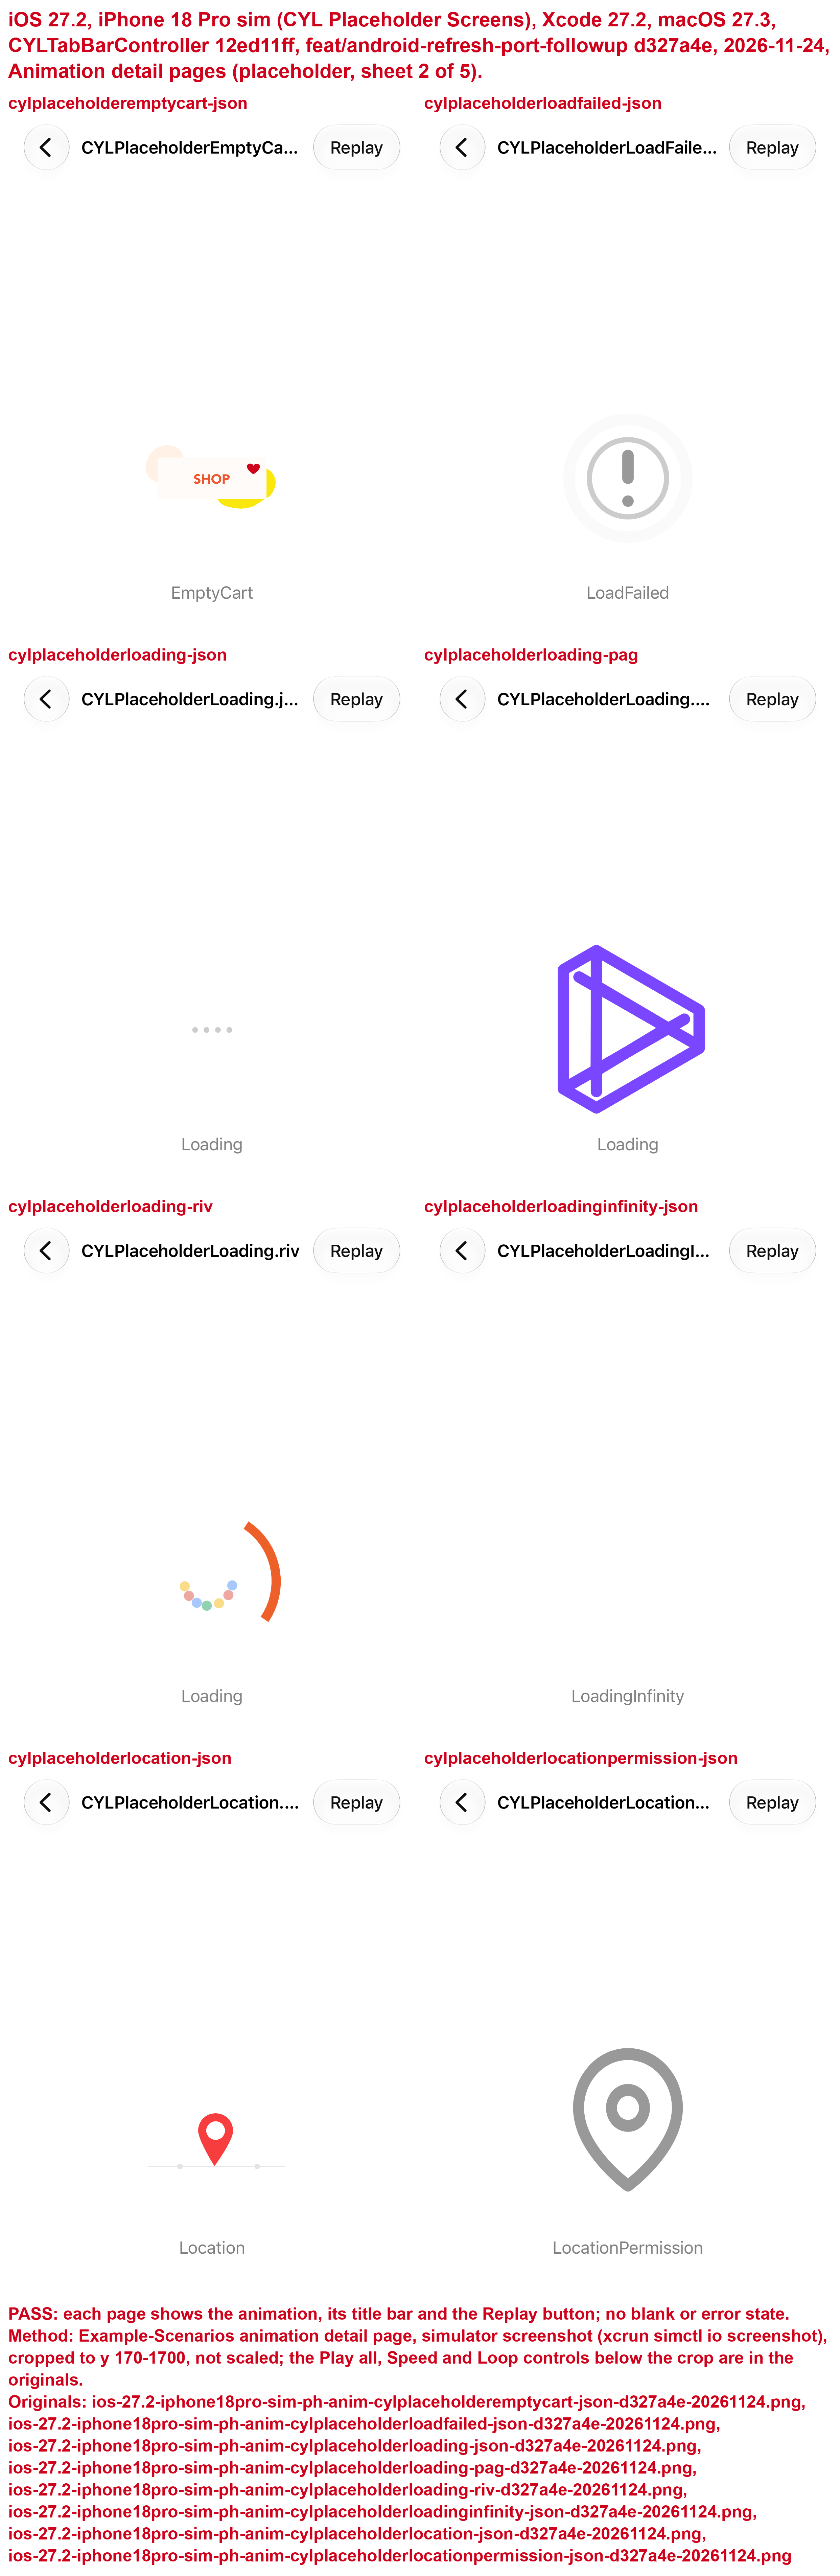 iOS 27.2, iPhone 18 Pro sim (CYL Placeholder Screens), Xcode 27.2, macOS 27.3,
CYLTabBarController 12ed11ff, feat/android-refresh-port-followup d327a4e, 2026-11-24,
Animation detail pages (placeholder, sheet 2 of 5).
cylplaceholderemptycart-json
cylplaceholderloadfailed-json
CYLPlaceholderEmptyCa...
Replay
CYLPlaceholderLoadFaile...
Replay
SHOP
EmptyCart
LoadFailed
cylplaceholderloading-json
cylplaceholderloading-pag
CYLPlaceholderLoading.j...
Replay
CYLPlaceholderLoading....
Replay
Loading
Loading
cylplaceholderloading-riv
cylplaceholderloadinginfinity-json
CYLPlaceholderLoading.riv
Replay
CYLPlaceholderLoadingI...
Replay
Loading
LoadingInfinity
cylplaceholderlocation-json
cylplaceholderlocationpermission-json
CYLPlaceholderLocation....
Replay
CYLPlaceholderLocation...
Replay
Location
LocationPermission
PASS: each page shows the animation, its title bar and the Replay button; no blank or error state.
Method: Example-Scenarios animation detail page, simulator screenshot (xcrun simctl io screenshot),
cropped to y 170-1700, not scaled; the Play all, Speed and Loop controls below the crop are in the
originals.
Originals: ios-27.2-iphone18pro-sim-ph-anim-cylplaceholderemptycart-json-d327a4e-20261124.png,
ios-27.2-iphone18pro-sim-ph-anim-cylplaceholderloadfailed-json-d327a4e-20261124.png,
ios-27.2-iphone18pro-sim-ph-anim-cylplaceholderloading-json-d327a4e-20261124.png,
ios-27.2-iphone18pro-sim-ph-anim-cylplaceholderloading-pag-d327a4e-20261124.png,
ios-27.2-iphone18pro-sim-ph-anim-cylplaceholderloading-riv-d327a4e-20261124.png,
ios-27.2-iphone18pro-sim-ph-anim-cylplaceholderloadinginfinity-json-d327a4e-20261124.png,
ios-27.2-iphone18pro-sim-ph-anim-cylplaceholderlocation-json-d327a4e-20261124.png,
ios-27.2-iphone18pro-sim-ph-anim-cylplaceholderlocationpermission-json-d327a4e-20261124.png